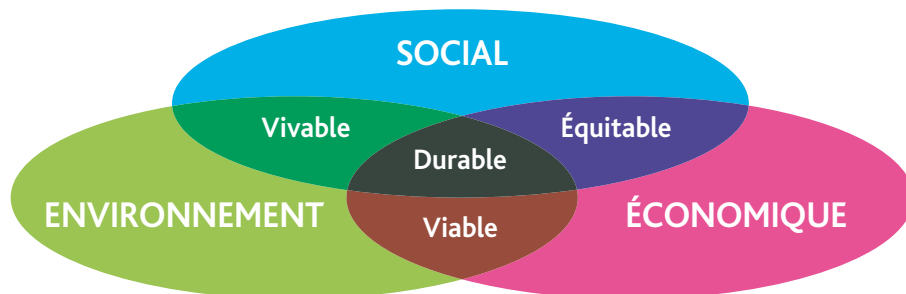 SOCIAL
Vivable
Équitable
Durable
ENVIRONNEMENT
ÉCONOMIQUE
Viable